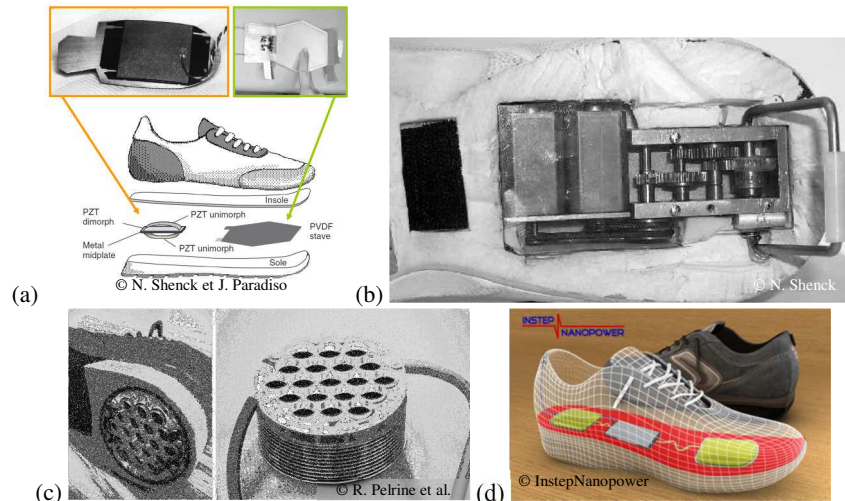 Insole
PZT
dimorph
PZT unimorph
Metal
midplate
PZT unimorph
PVDF
stave
Sole
(a)
© N. Shenck et J. Paradiso
(b)
© N. Shenck
(c)
© R. Pelrine et al.
INSTEP
NANOPOWER
(d)
© InstepNanopower